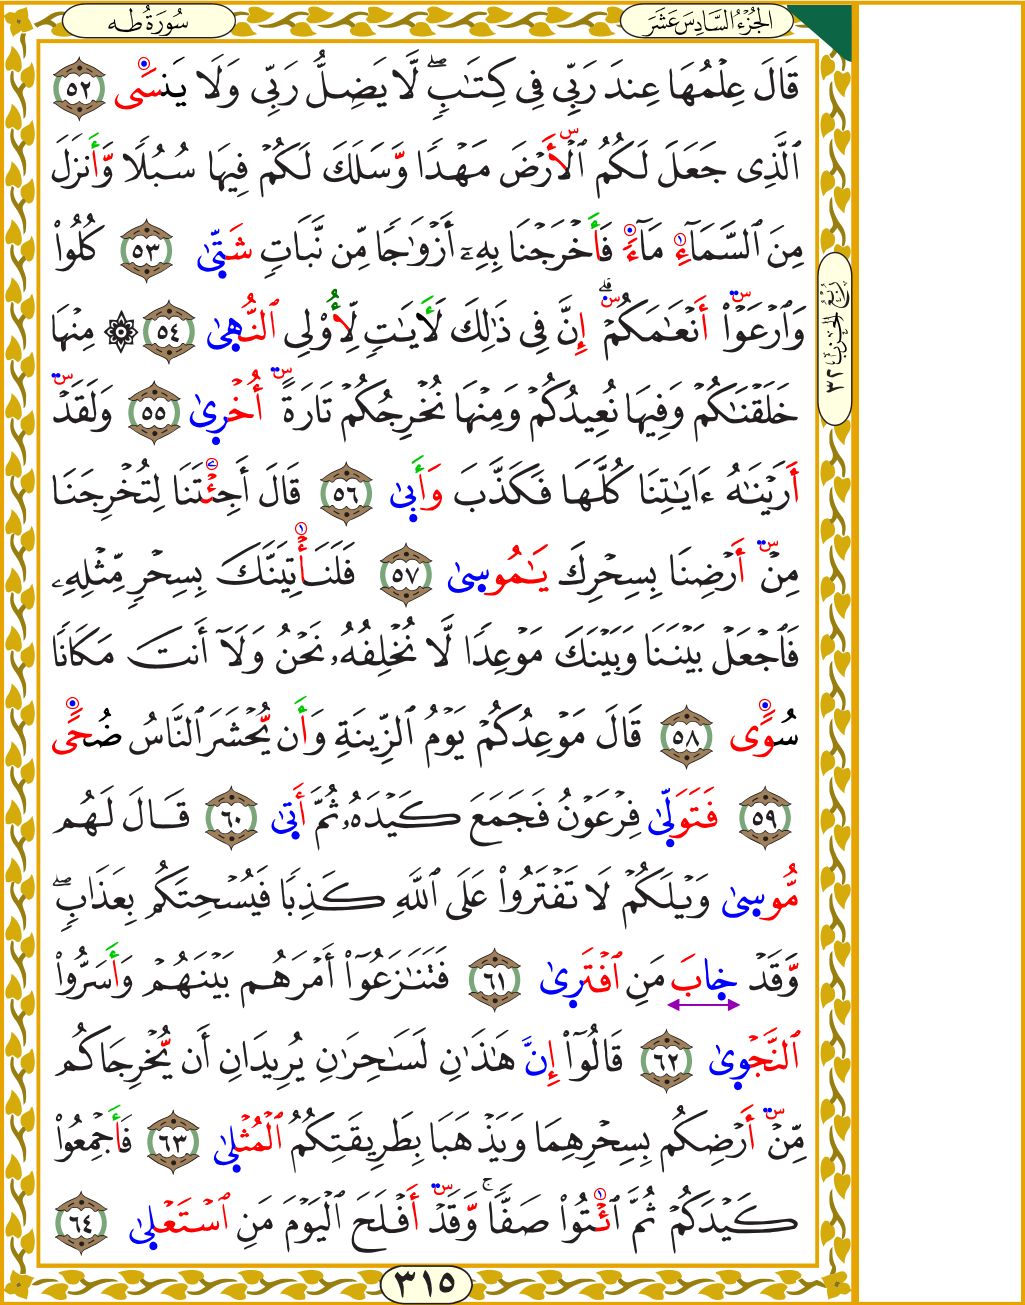 سُورَةُ طه
الجُزْءُ السَّادِسَ عَشَرَ
قَالَ عِلْمُهَا عِندَ رَبِّي فِي كِتَٰبٍۖ لَّا يَضِلُّ رَبِّي وَلَا يَنسَى ٥٢
ٱلَّذِي جَعَلَ لَكُمُ ٱلْأَرْضَ مَهْدًا وَّسَلَكَ لَكُمْ فِيهَا سُبُلًا وَّأَنزَلَ
مِنَ ٱلسَّمَآءِ مَآءً فَأَخْرَجْنَا بِهِۦٓ أَزْوَٰجًا مِّن نَّبَاتٍ شَتَّىٰ ٥٣ كُلُوا۟
وَٱرْعَوْا۟ أَنْعَٰمَكُمْۗ إِنَّ فِي ذَٰلِكَ لَأٓيَٰتٍ لِّأُو۟لِي ٱلنُّهَىٰ ٥٤ ۞ مِنْهَا
خَلَقْنَٰكُمْ وَفِيهَا نُعِيدُكُمْ وَمِنْهَا نُخْرِجُكُمْ تَارَةً أُخْرَىٰ ٥٥ وَلَقَدْ
أَرَيْنَٰهُ ءَايَٰتِنَا كُلَّهَا فَكَذَّبَ وَأَبَىٰ ٥٦ قَالَ أَجِئْتَنَا لِتُخْرِجَنَا
مِنْ أَرْضِنَا بِسِحْرِكَ يَٰمُوسَىٰ ٥٧ فَلَنَأْتِيَنَّكَ بِسِحْرٍ مِّثْلِهِۦ
فَٱجْعَلْ بَيْنَنَا وَبَيْنَكَ مَوْعِدًا لَّا نُخْلِفُهُۥ نَحْنُ وَلَآ أَنتَ مَكَانًا
سُوًى ٥٨ قَالَ مَوْعِدُكُمْ يَوْمُ ٱلزِّينَةِ وَأَن يُّحْشَرَ ٱلنَّاسُ ضُحًى
٥٩ فَتَوَلَّىٰ فِرْعَوْنُ فَجَمَعَ كَيْدَهُۥ ثُمَّ أَتَىٰ ٦٠ قَالَ لَهُم
مُّوسَىٰ وَيْلَكُمْ لَا تَفْتَرُوا۟ عَلَى ٱللَّهِ كَذِبًا فَيُسْحِتَكُم بِعَذَابٍۖ
وَّقَدْ خَابَ مَنِ ٱفْتَرَىٰ ٦١ فَتَنَٰزَعُوٓا۟ أَمْرَهُم بَيْنَهُمْ وَأَسَرُّوا۟
ٱلنَّجْوَىٰ ٦٢ قَالُوٓا۟ إِنَّ هَٰذَٰنِ لَسَٰحِرَٰنِ يُرِيدَانِ أَن يُّخْرِجَاكُم
مِّنْ أَرْضِكُم بِسِحْرِهِمَا وَيَذْهَبَا بِطَرِيقَتِكُمُ ٱلْمُثْلَىٰ ٦٣ فَأَجْمِعُوا۟
كَيْدَكُمْ ثُمَّ ٱئْتُوا۟ صَفًّاۚ وَّقَدْ أَفْلَحَ ٱلْيَوْمَ مَنِ ٱسْتَعْلَىٰ ٦٤
رُبْعُ الحِزْبِ ٣٢
٣١٥